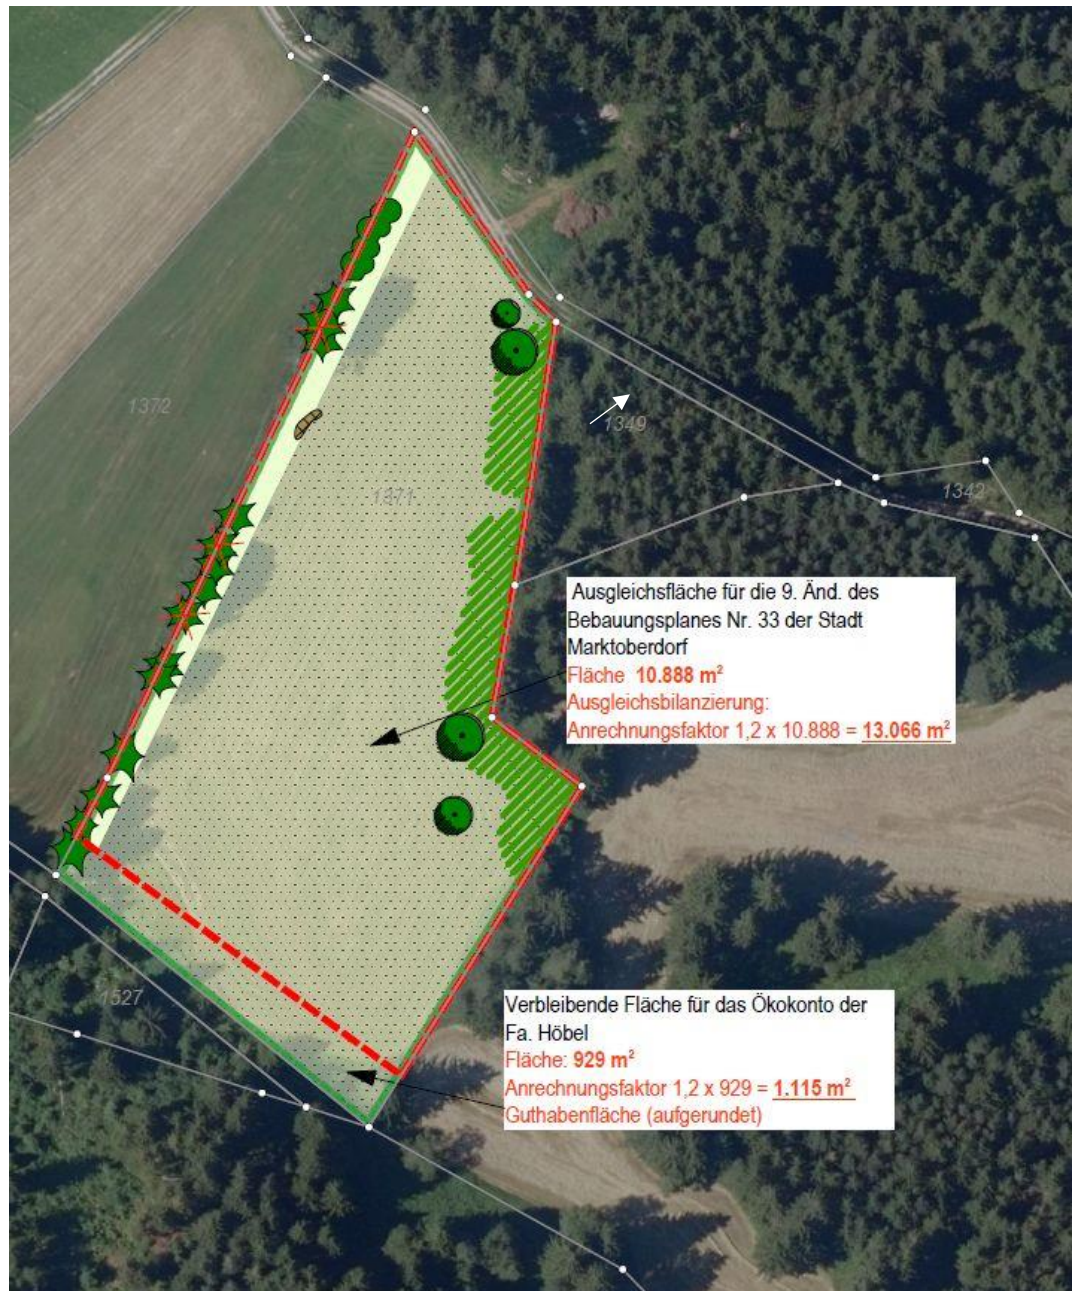 1372
1349
1371
1342
Ausgleichsfläche für die 9. Änd. des
Bebauungsplanes Nr. 33 der Stadt
Marktoberdorf
Fläche 10.888 m²
Ausgleichsbilanzierung:
Anrechnungsfaktor 1,2 x 10.888 = 13.066 m²
1527
Verbleibende Fläche für das Ökokonto der
Fa. Höbel
Fläche: 929 m²
Anrechnungsfaktor 1,2 x 929 = 1.115 m²
Guthabenfläche (aufgerundet)